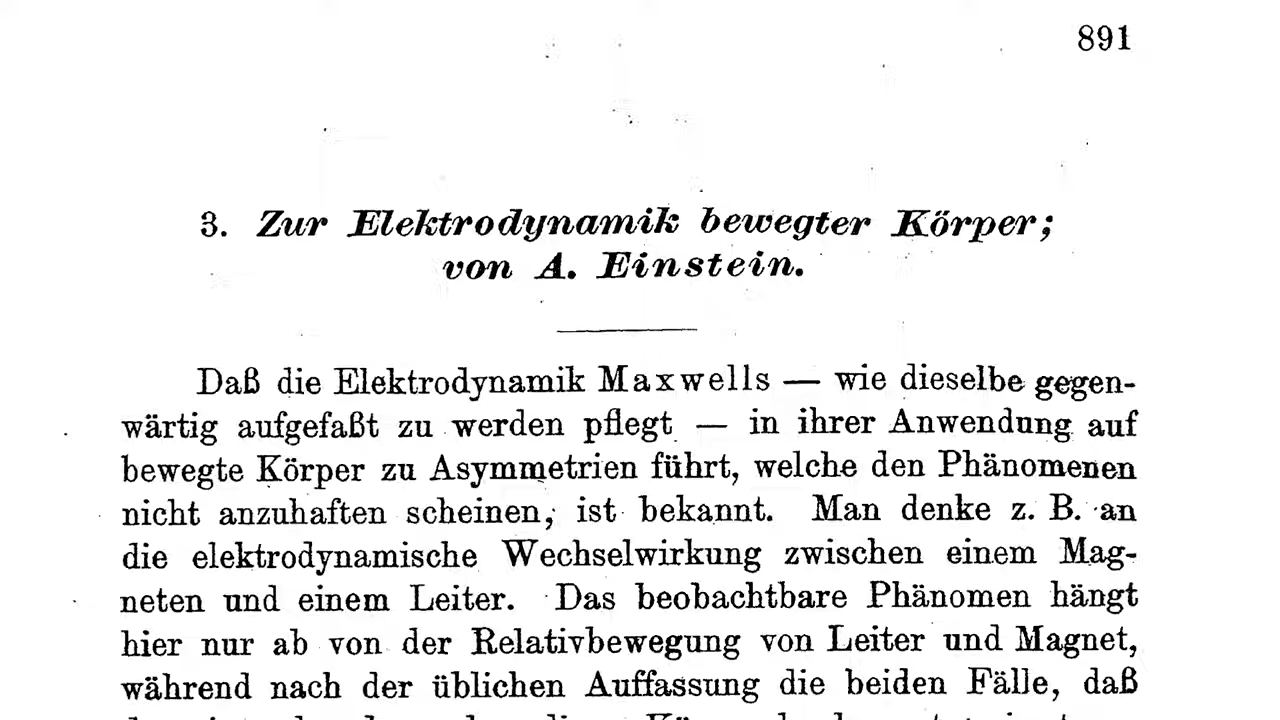 891
3. Zur Elektrodynamik bewegter Körper;
von A. Einstein.
Daß die Elektrodynamik Maxwells — wie dieselbe gegen-
wärtig aufgefaßt zu werden pflegt — in ihrer Anwendung auf
bewegte Körper zu Asymmetrien führt, welche den Phänomenen
nicht anzuhaften scheinen, ist bekannt. Man denke z. B. an
die elektrodynamische Wechselwirkung zwischen einem Mag-
neten und einem Leiter. Das beobachtbare Phänomen hängt
hier nur ab von der Relativbewegung von Leiter und Magnet,
während nach der üblichen Auffassung die beiden Fälle, daß